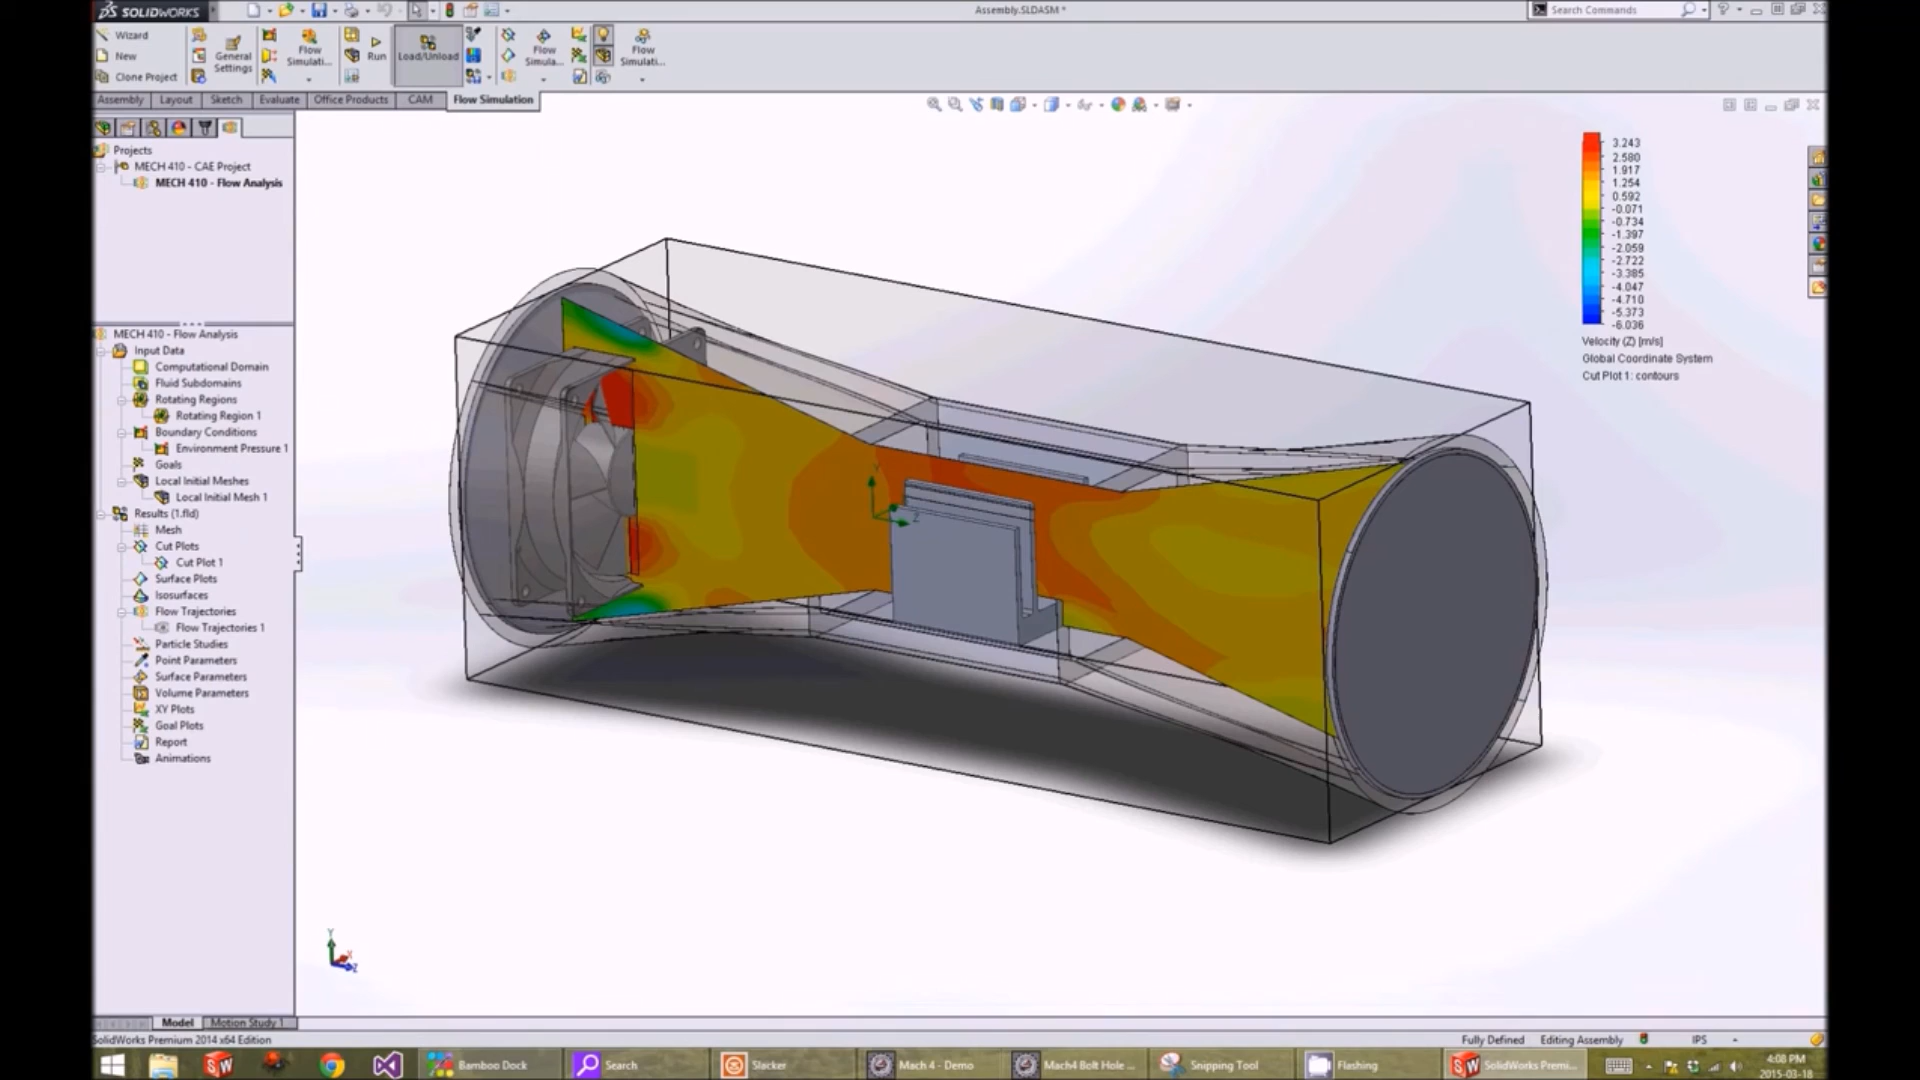 SOLIDWORKS
Assembly.SLDASM *
Search Commands
Wizard
New
Clone Project
General Settings
Flow Simulati...
Run
Load/Unload
Flow Simula...
Flow Simulati...
Assembly
Layout
Sketch
Evaluate
Office Products
CAM
Flow Simulation
Projects
MECH 410 - CAE Project
MECH 410 - Flow Analysis
MECH 410 - Flow Analysis
Input Data
Computational Domain
Fluid Subdomains
Rotating Regions
Rotating Region 1
Boundary Conditions
Environment Pressure 1
Goals
Local Initial Meshes
Local Initial Mesh 1
Results (1.fld)
Mesh
Cut Plots
Cut Plot 1
Surface Plots
Isosurfaces
Flow Trajectories
Flow Trajectories 1
Particle Studies
Point Parameters
Surface Parameters
Volume Parameters
XY Plots
Goal Plots
Report
Animations
3.243
2.580
1.917
1.254
0.592
-0.071
-0.734
-1.397
-2.059
-2.722
-3.385
-4.047
-4.710
-5.373
-6.036
Velocity (Z) [m/s]
Global Coordinate System
Cut Plot 1: contours
Y
X
Z
Model
Motion Study 1
SolidWorks Premium 2014 x64 Edition
Fully Defined
Editing Assembly
IPS
Bamboo Dock
Search
Slacker
Mach 4 - Demo
Mach4 Bolt Hole ...
Snipping Tool
Flashing
SolidWorks Premi...
4:08 PM
2015-03-18